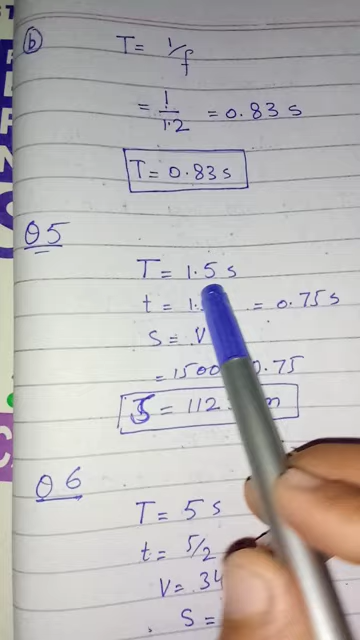 (b) T = 1/f
= 1/1.2 = 0.83 s
T = 0.83 s
Q5
T = 1.5 s
t = 1. = 0.75 s
S = V
= 1500 0.75
S = 112 m
Q6
T = 5 s
t = 5/2
V = 34
S =